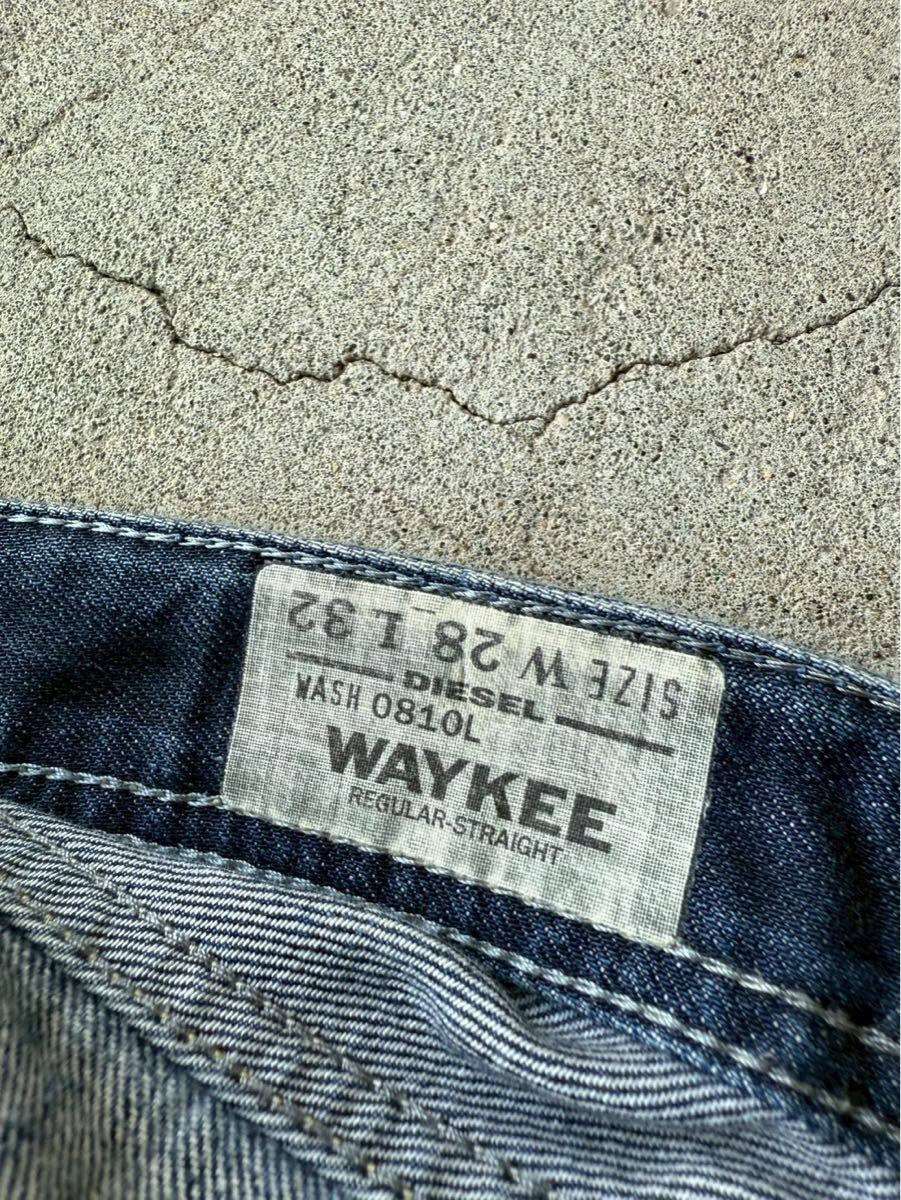 SIZE W 28 L 32
DIESEL
WASH 0810L
WAYKEE
REGULAR-STRAIGHT